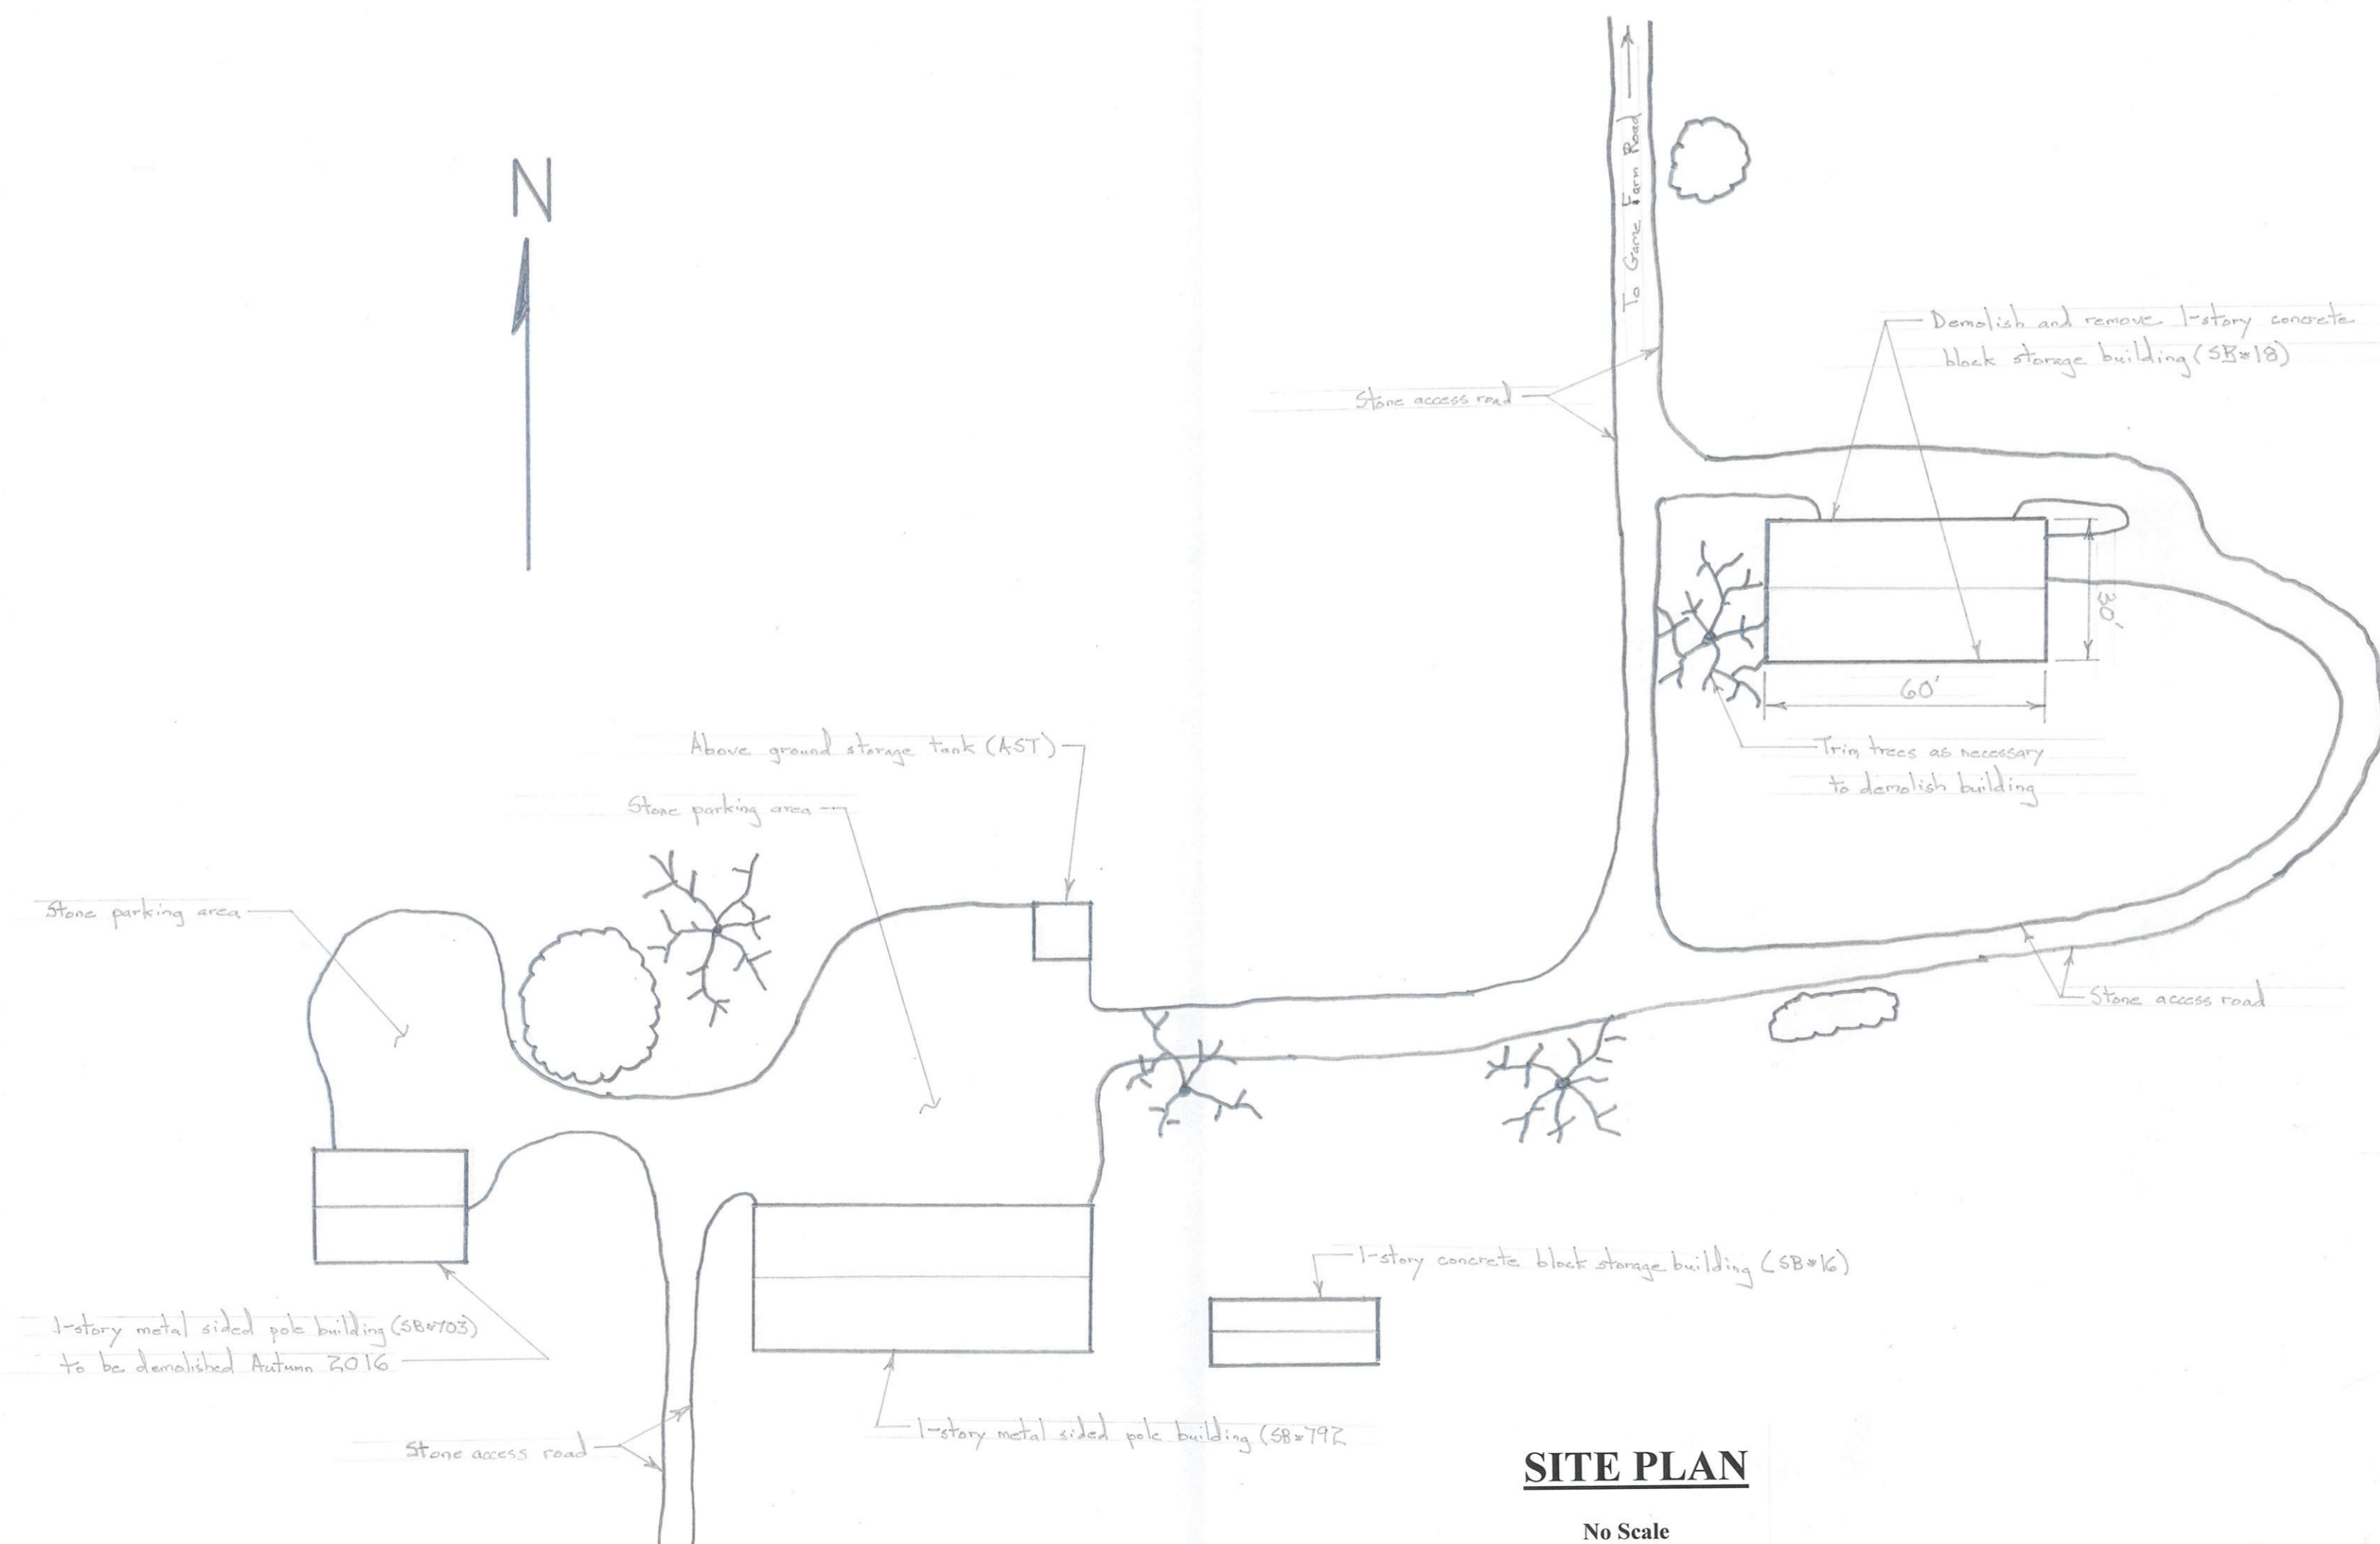 N
To Game Farm Road
Demolish and remove 1-story concrete
block storage building (SB#18)
Stone access road
30'
60'
Trim trees as necessary
to demolish building
Above ground storage tank (AST)
Stone parking area
Stone parking area
Stone access road
1-story concrete block storage building (SB#16)
1-story metal sided pole building (SB#703)
to be demolished Autumn 2016
1-story metal sided pole building (SB#792
Stone access road
SITE PLAN
No Scale